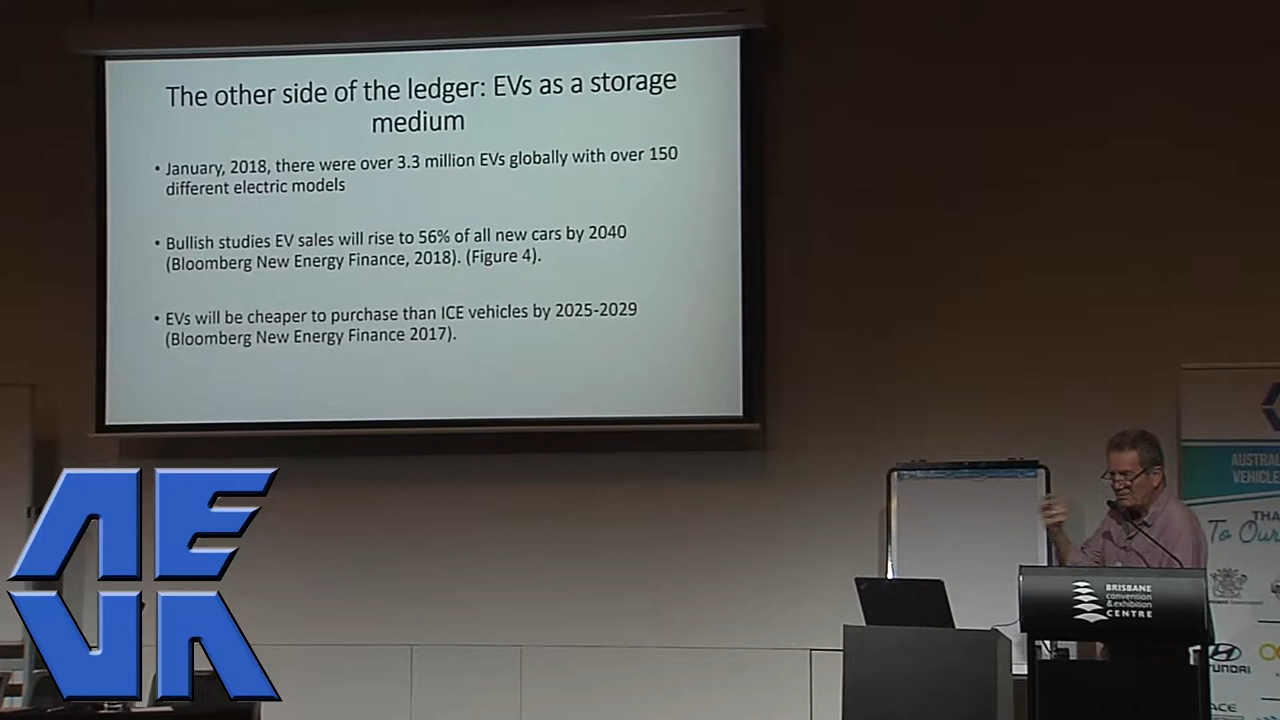 The other side of the ledger: EVs as a storage
medium
• January, 2018, there were over 3.3 million EVs globally with over 150
different electric models
• Bullish studies EV sales will rise to 56% of all new cars by 2040
(Bloomberg New Energy Finance, 2018). (Figure 4).
• EVs will be cheaper to purchase than ICE vehicles by 2025-2029
(Bloomberg New Energy Finance 2017).
AEVA
BRISBANE
convention
& exhibition
CENTRE
AUSTRAL
VEHICLE
THA
To Our
HYUNDAI
ACE